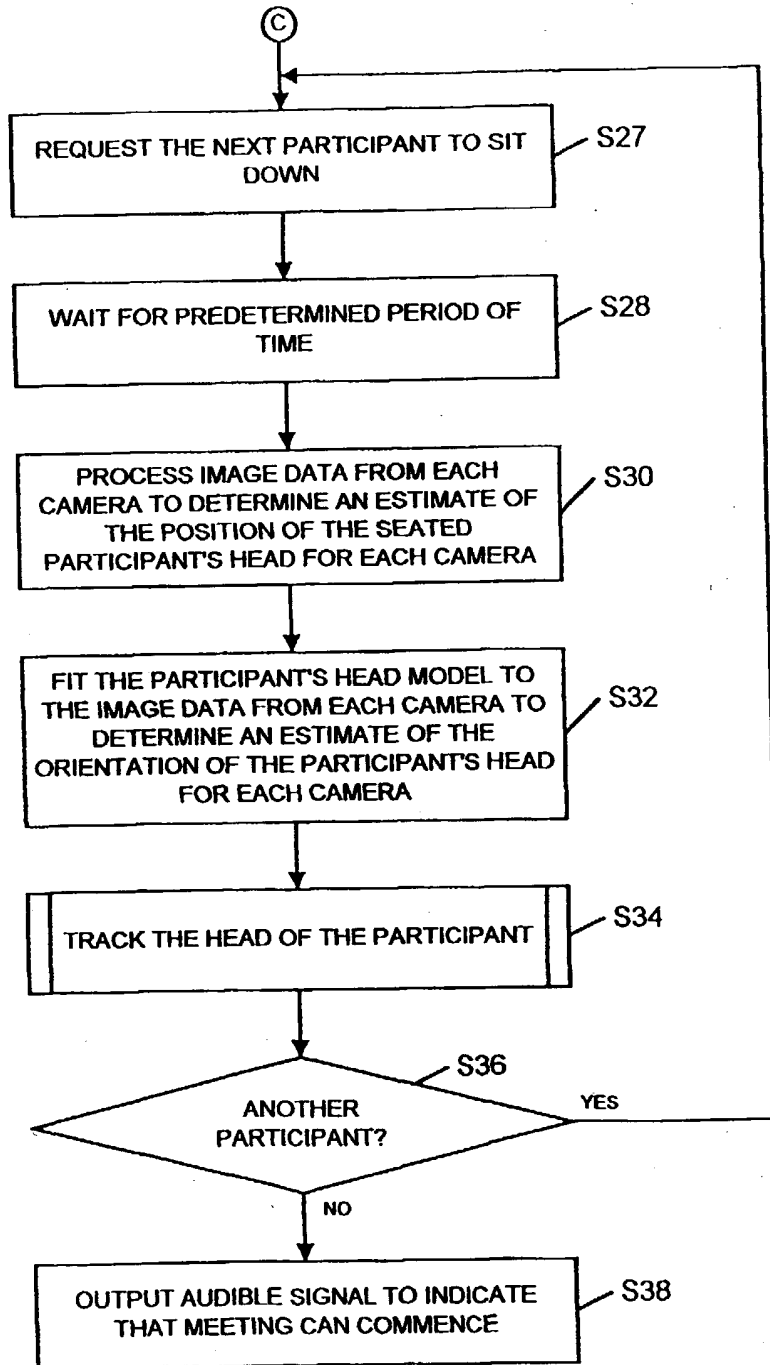 C
REQUEST THE NEXT PARTICIPANT TO SIT
DOWN
S27
WAIT FOR PREDETERMINED PERIOD OF
TIME
S28
PROCESS IMAGE DATA FROM EACH
CAMERA TO DETERMINE AN ESTIMATE OF
THE POSITION OF THE SEATED
PARTICIPANT'S HEAD FOR EACH CAMERA
S30
FIT THE PARTICIPANT'S HEAD MODEL TO
THE IMAGE DATA FROM EACH CAMERA TO
DETERMINE AN ESTIMATE OF THE
ORIENTATION OF THE PARTICIPANT'S HEAD
FOR EACH CAMERA
S32
TRACK THE HEAD OF THE PARTICIPANT
S34
S36
ANOTHER
PARTICIPANT?
YES
NO
OUTPUT AUDIBLE SIGNAL TO INDICATE
THAT MEETING CAN COMMENCE
S38